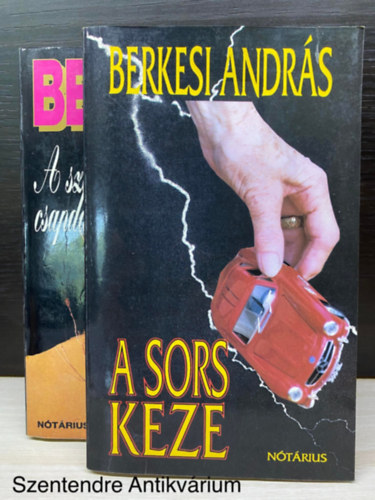 BERKESI ANDRÁS
BE
A sz
csapd
A SORS
KEZE
NÓTÁRIUS
NÓTÁRIUS
Szentendre Antikvárium